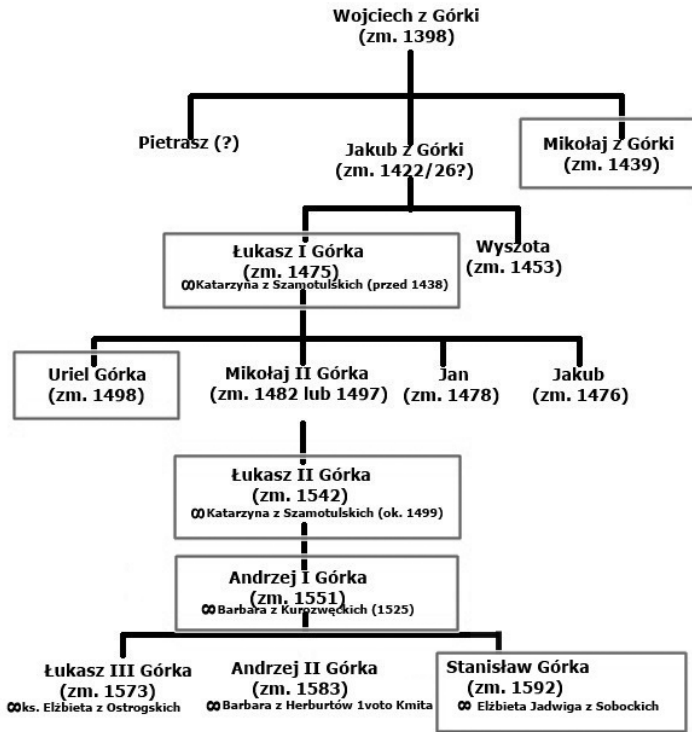 Wojciech z Górki
(zm. 1398)
Pietrasz (?)
Jakub z Górki
(zm. 1422/26?)
Mikołaj z Górki
(zm. 1439)
Łukasz I Górka
(zm. 1475)
∞Katarzyna z Szamotulskich (przed 1438)
Wyszota
(zm. 1453)
Uriel Górka
(zm. 1498)
Mikołaj II Górka
(zm. 1482 lub 1497)
Jan
(zm. 1478)
Jakub
(zm. 1476)
Łukasz II Górka
(zm. 1542)
∞Katarzyna z Szamotulskich (ok. 1499)
Andrzej I Górka
(zm. 1551)
∞Barbara z Kurozwęckich (1525)
Łukasz III Górka
(zm. 1573)
∞ks. Elżbieta z Ostrogskich
Andrzej II Górka
(zm. 1583)
∞Barbara z Herburtów 1voto Kmita
Stanisław Górka
(zm. 1592)
∞ Elżbieta Jadwiga z Sobockich